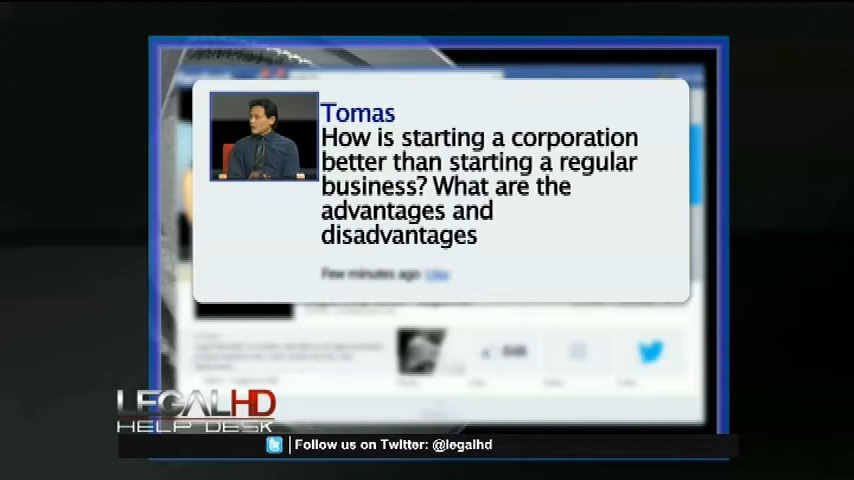 Tomas
How is starting a corporation
better than starting a regular
business? What are the
advantages and
disadvantages
Few minutes ago Like
LEGALHD
HELP DESK
Follow us on Twitter: @legalhd